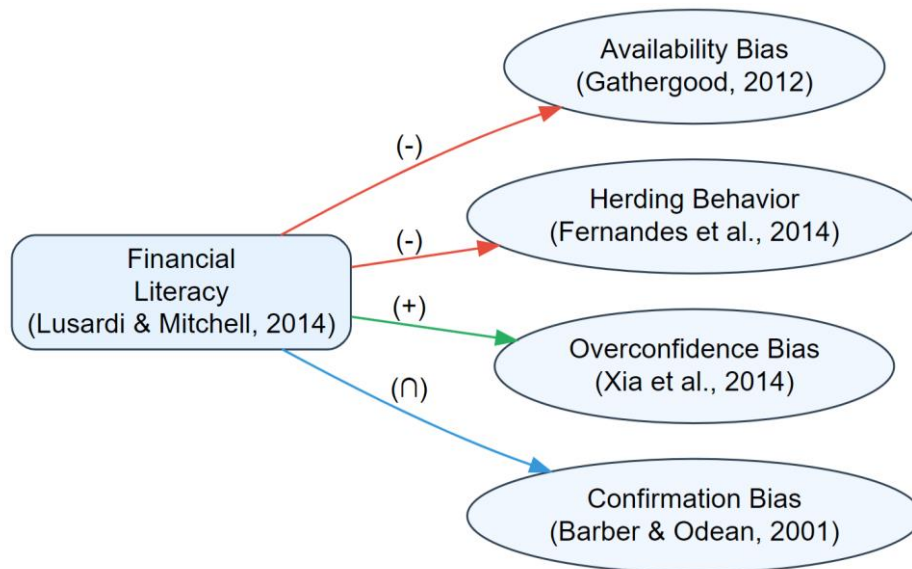 Availability Bias
(Gathergood, 2012)
(-)
Herding Behavior
(Fernandes et al., 2014)
(-)
Financial
Literacy
(Lusardi & Mitchell, 2014)
(+)
Overconfidence Bias
(Xia et al., 2014)
(∩)
Confirmation Bias
(Barber & Odean, 2001)